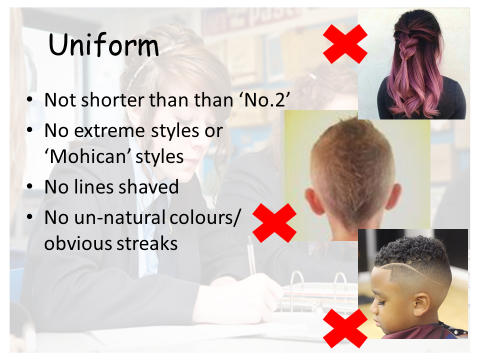 Uniform
• Not shorter than than ‘No.2’
• No extreme styles or
‘Mohican’ styles
• No lines shaved
• No un-natural colours/
obvious streaks